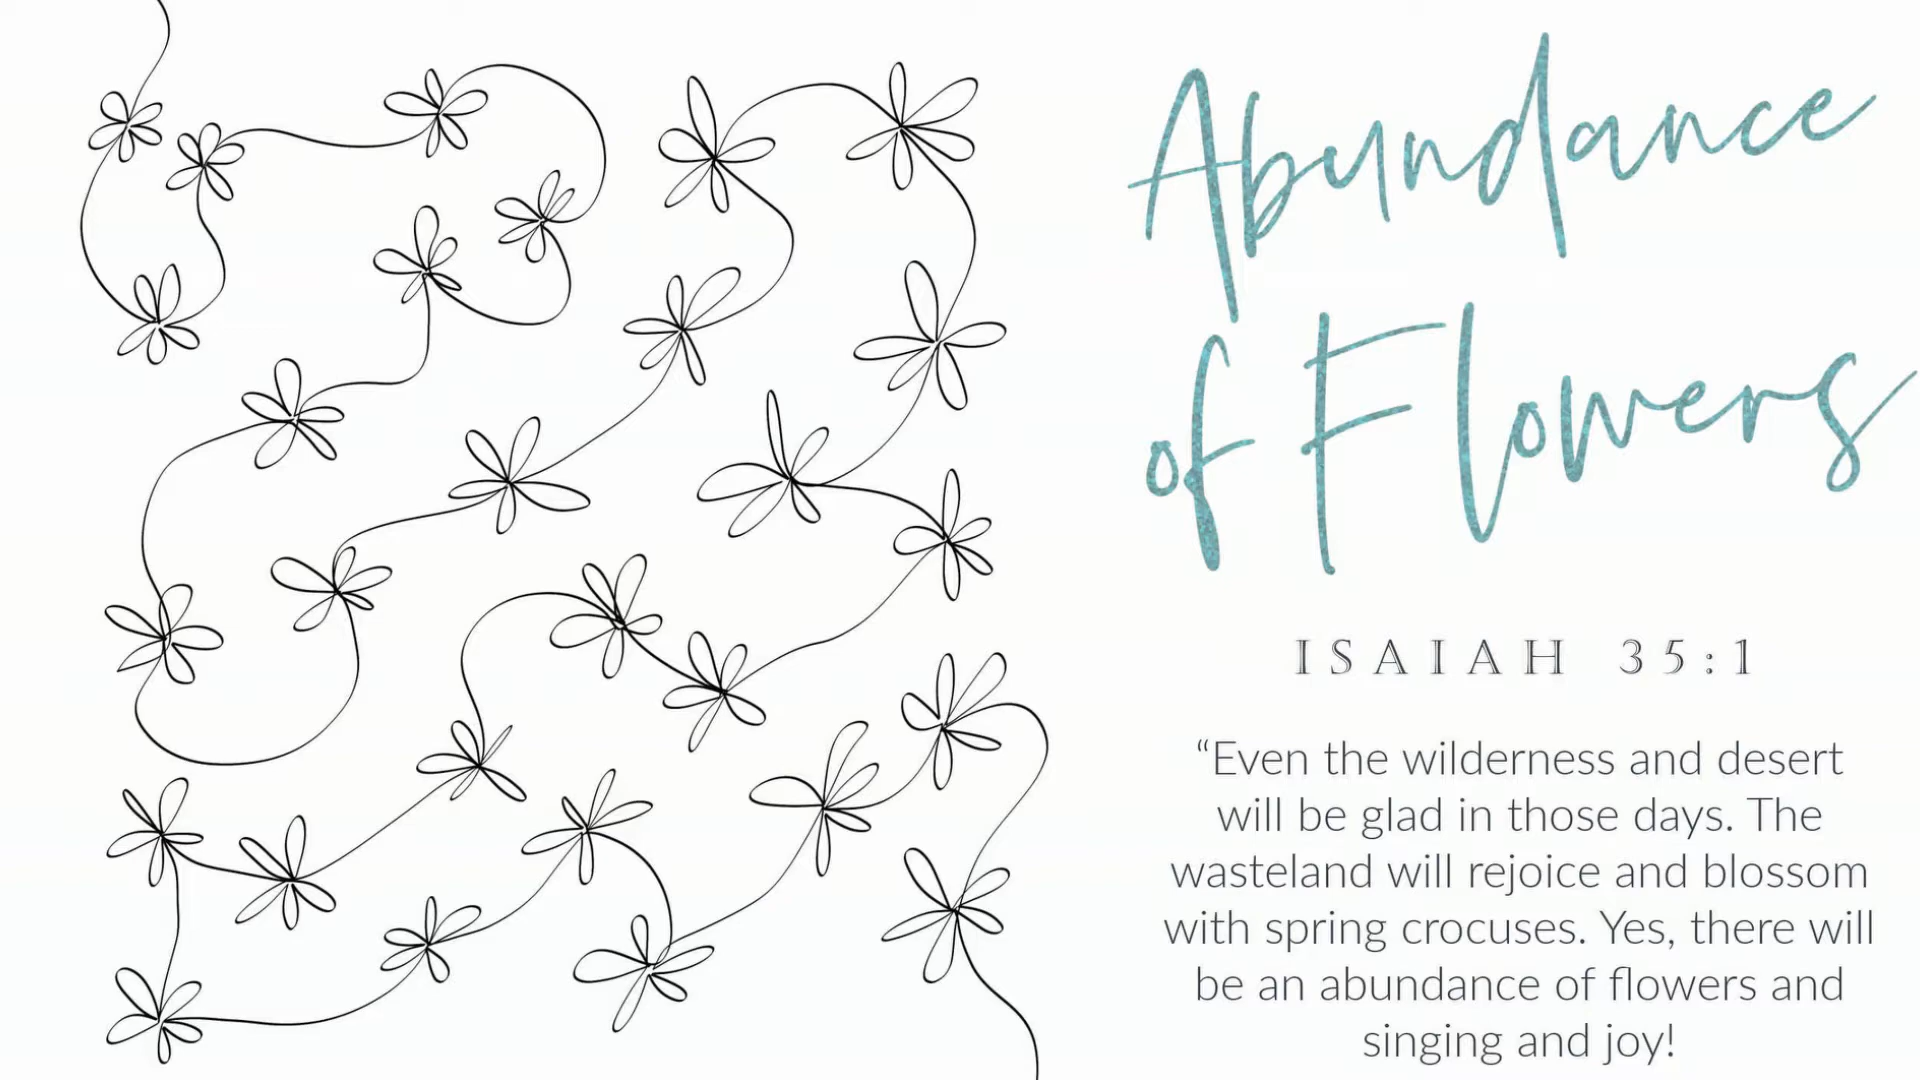 Abundance
of Flowers
ISAIAH 35:1
“Even the wilderness and desert
will be glad in those days. The
wasteland will rejoice and blossom
with spring crocuses. Yes, there will
be an abundance of flowers and
singing and joy!